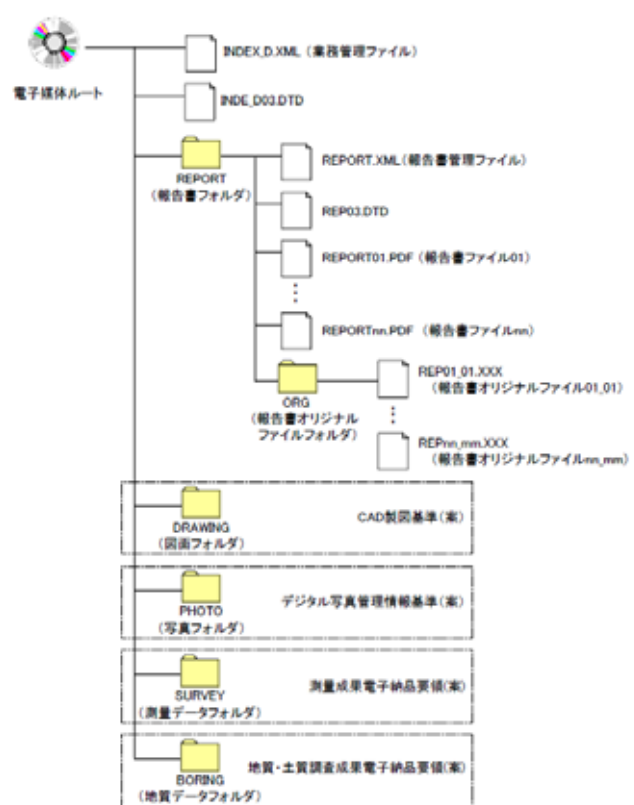 電子媒体ルート
INDEX_D.XML（業務管理ファイル）
INDE_D03.DTD
REPORT
（報告書フォルダ）
REPORT.XML（報告書管理ファイル）
REP03.DTD
REPORT01.PDF（報告書ファイル01）
⋮
REPORTnn.PDF （報告書ファイルnn）
ORG
（報告書オリジナル
ファイルフォルダ）
REP01_01.XXX
（報告書オリジナルファイル01_01）
⋮
REPnn_mm.XXX
（報告書オリジナルファイルnn_mm）
DRAWING
（図面フォルダ）
CAD製図基準（案）
PHOTO
（写真フォルダ）
デジタル写真管理情報基準（案）
SURVEY
（測量データフォルダ）
測量成果電子納品要領（案）
BORING
（地質データフォルダ）
地質・土質調査成果電子納品要領（案）